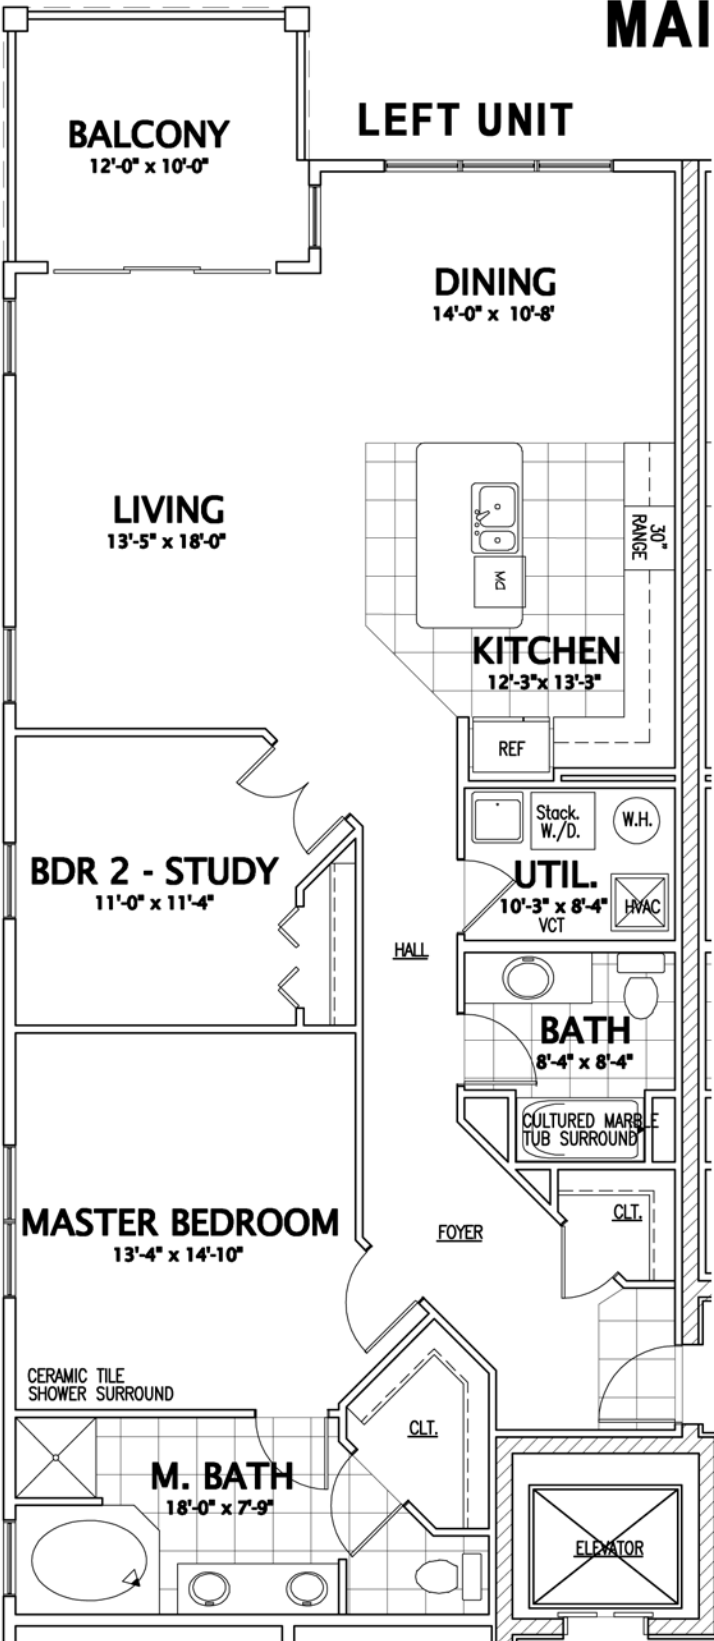 MAI
LEFT UNIT
BALCONY
12'-0" x 10'-0"
DINING
14'-0" x 10'-8'
LIVING
13'-5" x 18'-0"
30"
RANGE
KITCHEN
12'-3"x 13'-3"
REF
Stack.
W./D.
W.H.
BDR 2 - STUDY
11'-0" x 11'-4"
UTIL.
10'-3" x 8'-4"
VCT
HVAC
HALL
BATH
8'-4" x 8'-4"
CULTURED MARBLE
TUB SURROUND
MASTER BEDROOM
13'-4" x 14'-10"
FOYER
CLT.
CERAMIC TILE
SHOWER SURROUND
CLT.
M. BATH
18'-0" x 7'-9"
ELEVATOR